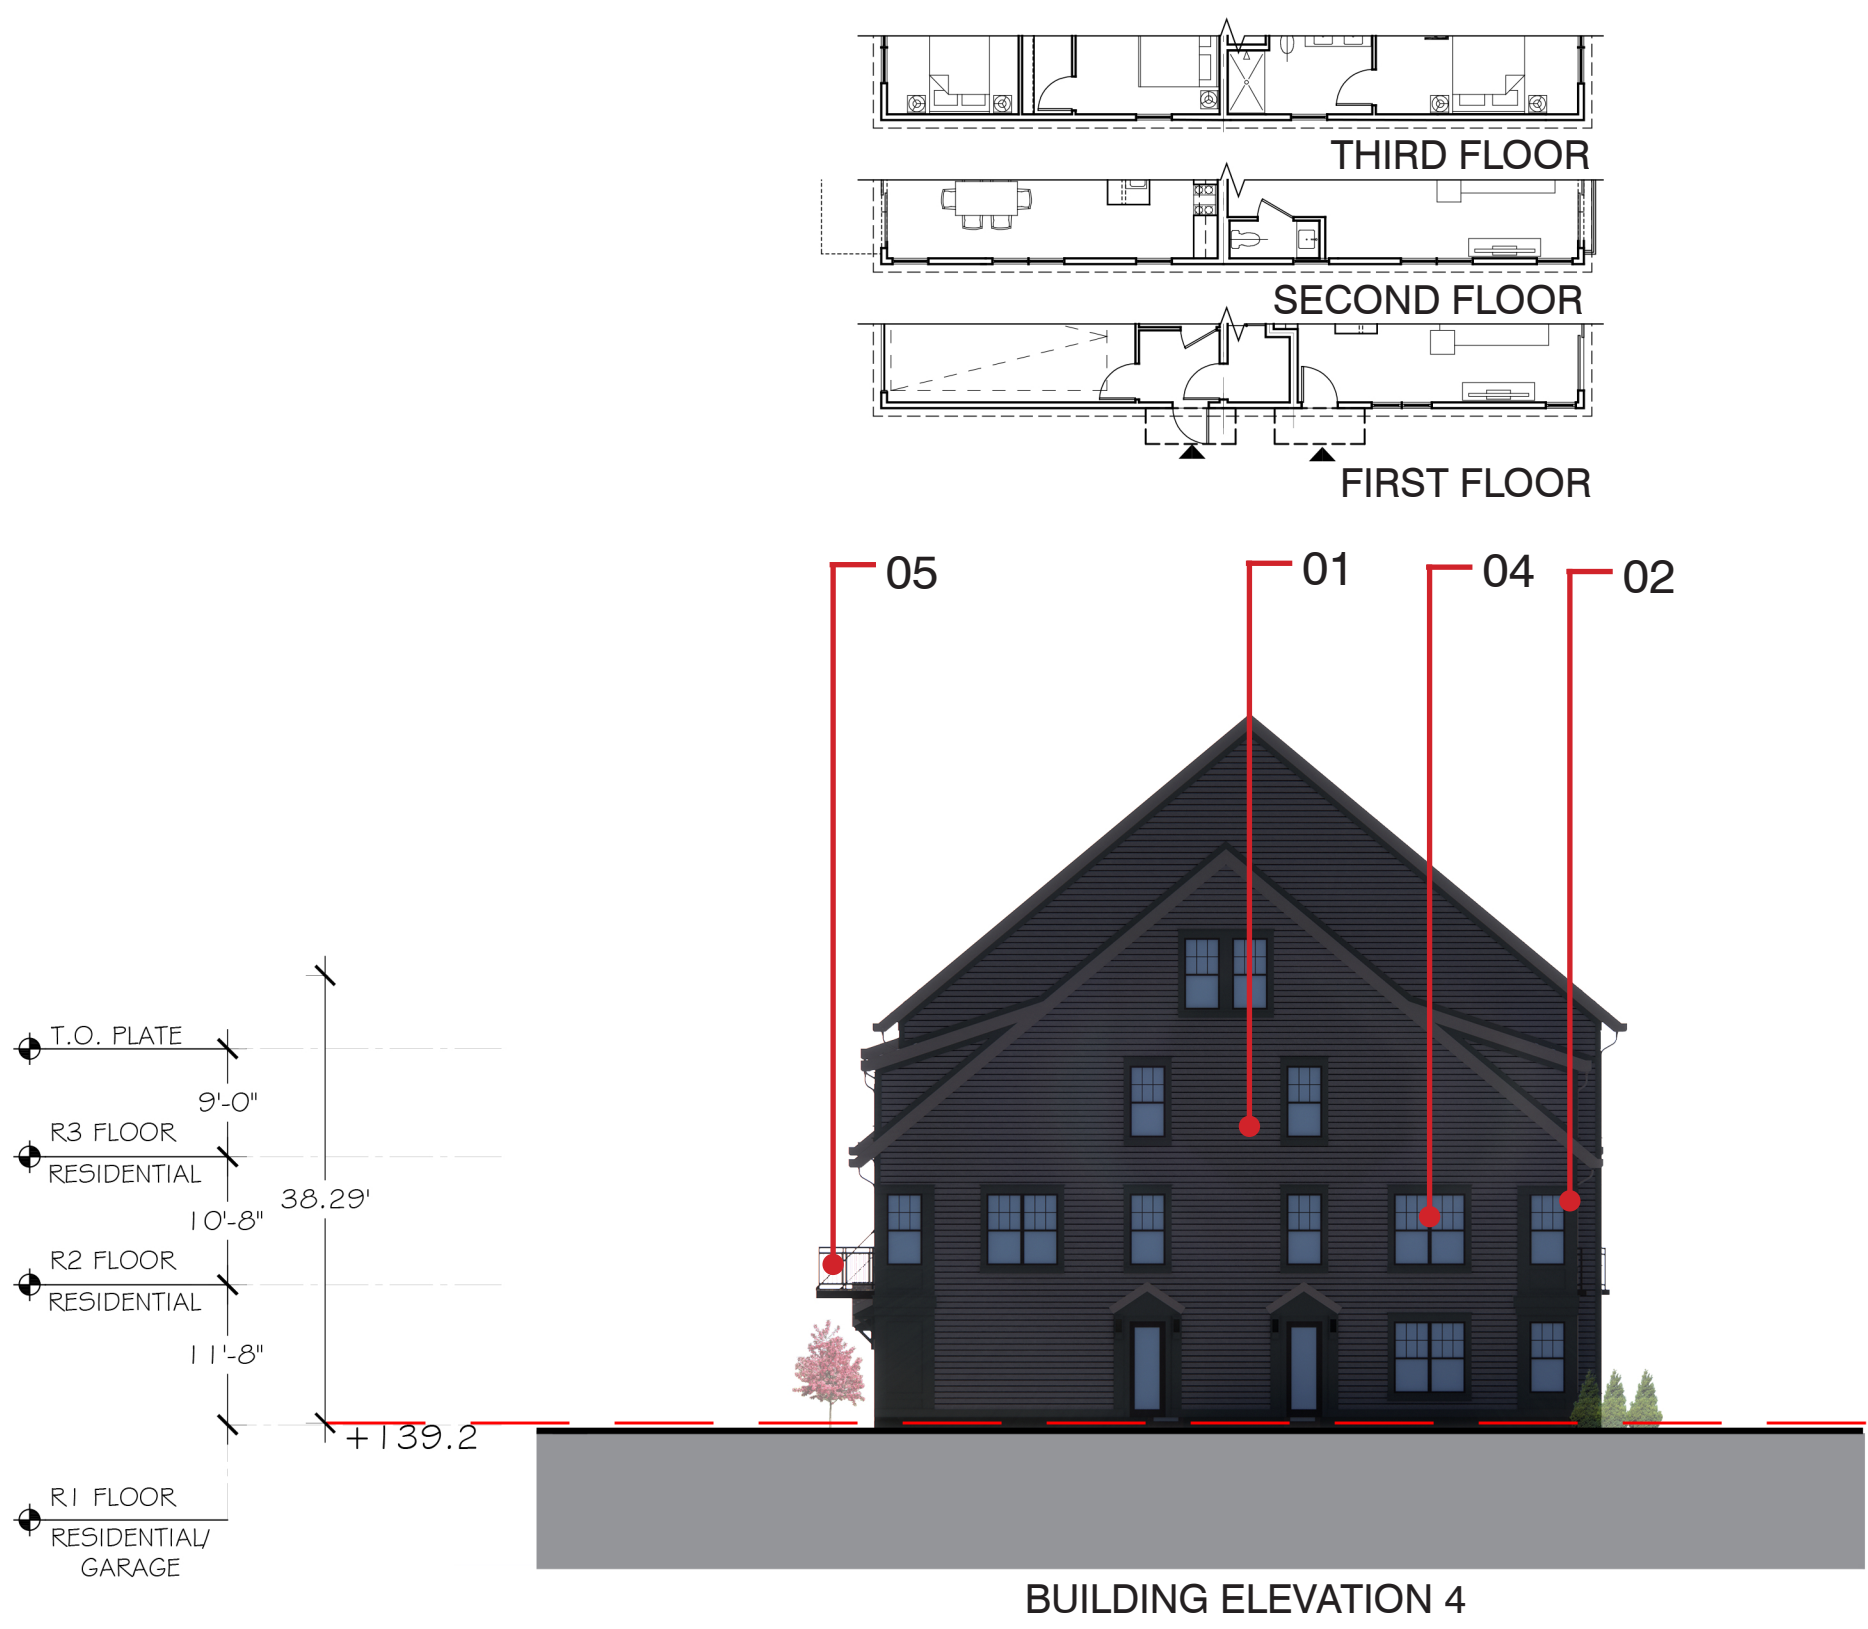 THIRD FLOOR
SECOND FLOOR
FIRST FLOOR
05
01
04
02
T.O. PLATE
9'-0"
R3 FLOOR
RESIDENTIAL
38.29'
10'-8"
R2 FLOOR
RESIDENTIAL
11'-8"
+139.2
R1 FLOOR
RESIDENTIAL/
GARAGE
BUILDING ELEVATION 4